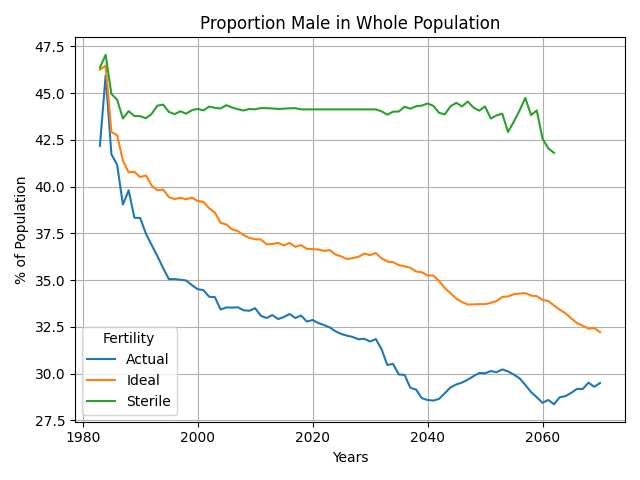 Proportion Male in Whole Population
% of Population
47.5
45.0
42.5
40.0
37.5
35.0
32.5
30.0
27.5
Fertility
Actual
Ideal
Sterile
1980
2000
2020
2040
2060
Years